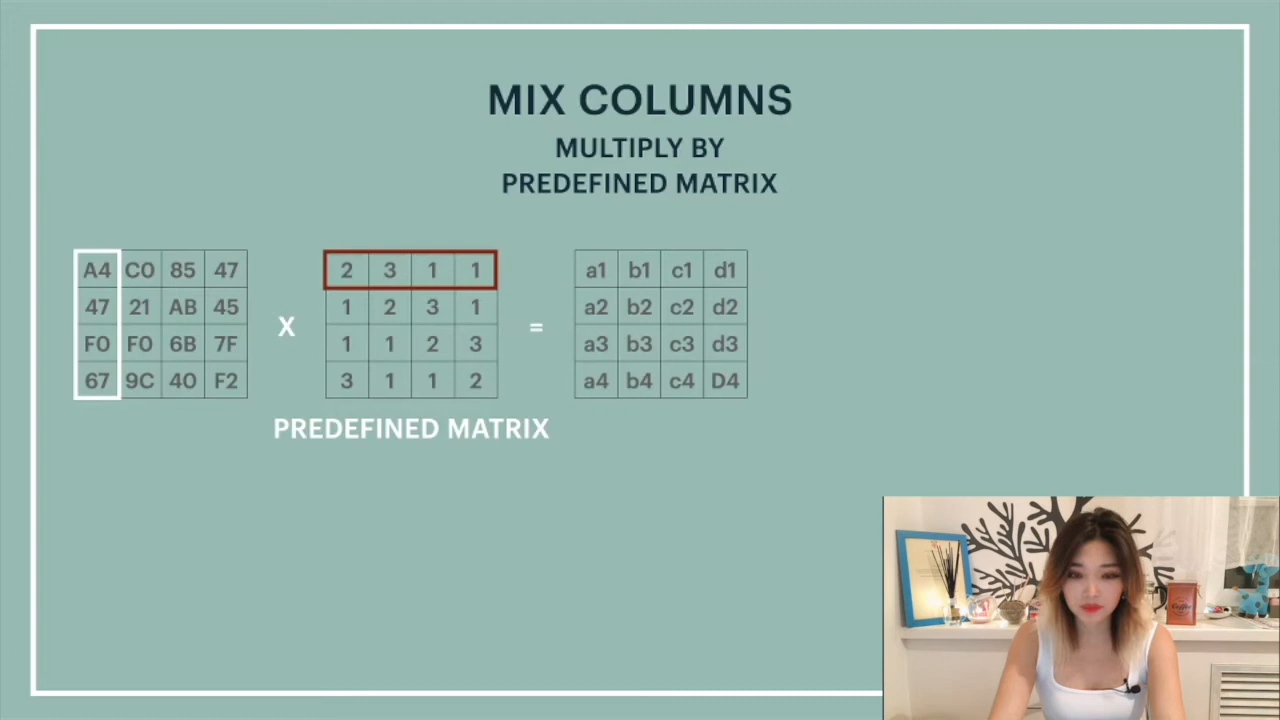 MIX COLUMNS
MULTIPLY BY
PREDEFINED MATRIX
A4 C0 85 47
47 21 AB 45
F0 F0 6B 7F
67 9C 40 F2
X
2 3 1 1
1 2 3 1
1 1 2 3
3 1 1 2
=
a1 b1 c1 d1
a2 b2 c2 d2
a3 b3 c3 d3
a4 b4 c4 D4
PREDEFINED MATRIX
Coffee